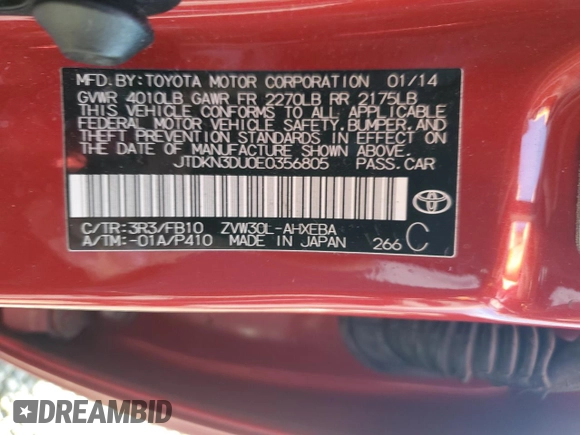 MFD. BY: TOYOTA MOTOR CORPORATION 01/14
GVWR 4010LB GAWR FR 2270LB RR 2175LB
THIS VEHICLE CONFORMS TO ALL APPLICABLE
FEDERAL MOTOR VEHICLE SAFETY, BUMPER, AND
THEFT PREVENTION STANDARDS IN EFFECT ON
THE DATE OF MANUFACTURE SHOWN ABOVE.
JTDKN3DU0E0356805 PASS. CAR
C/TR: 3R3/FB10 ZVW30L-AHXEBA
A/TM: -01A/P410 MADE IN JAPAN 266 C
TOYOTA
DREAMBID